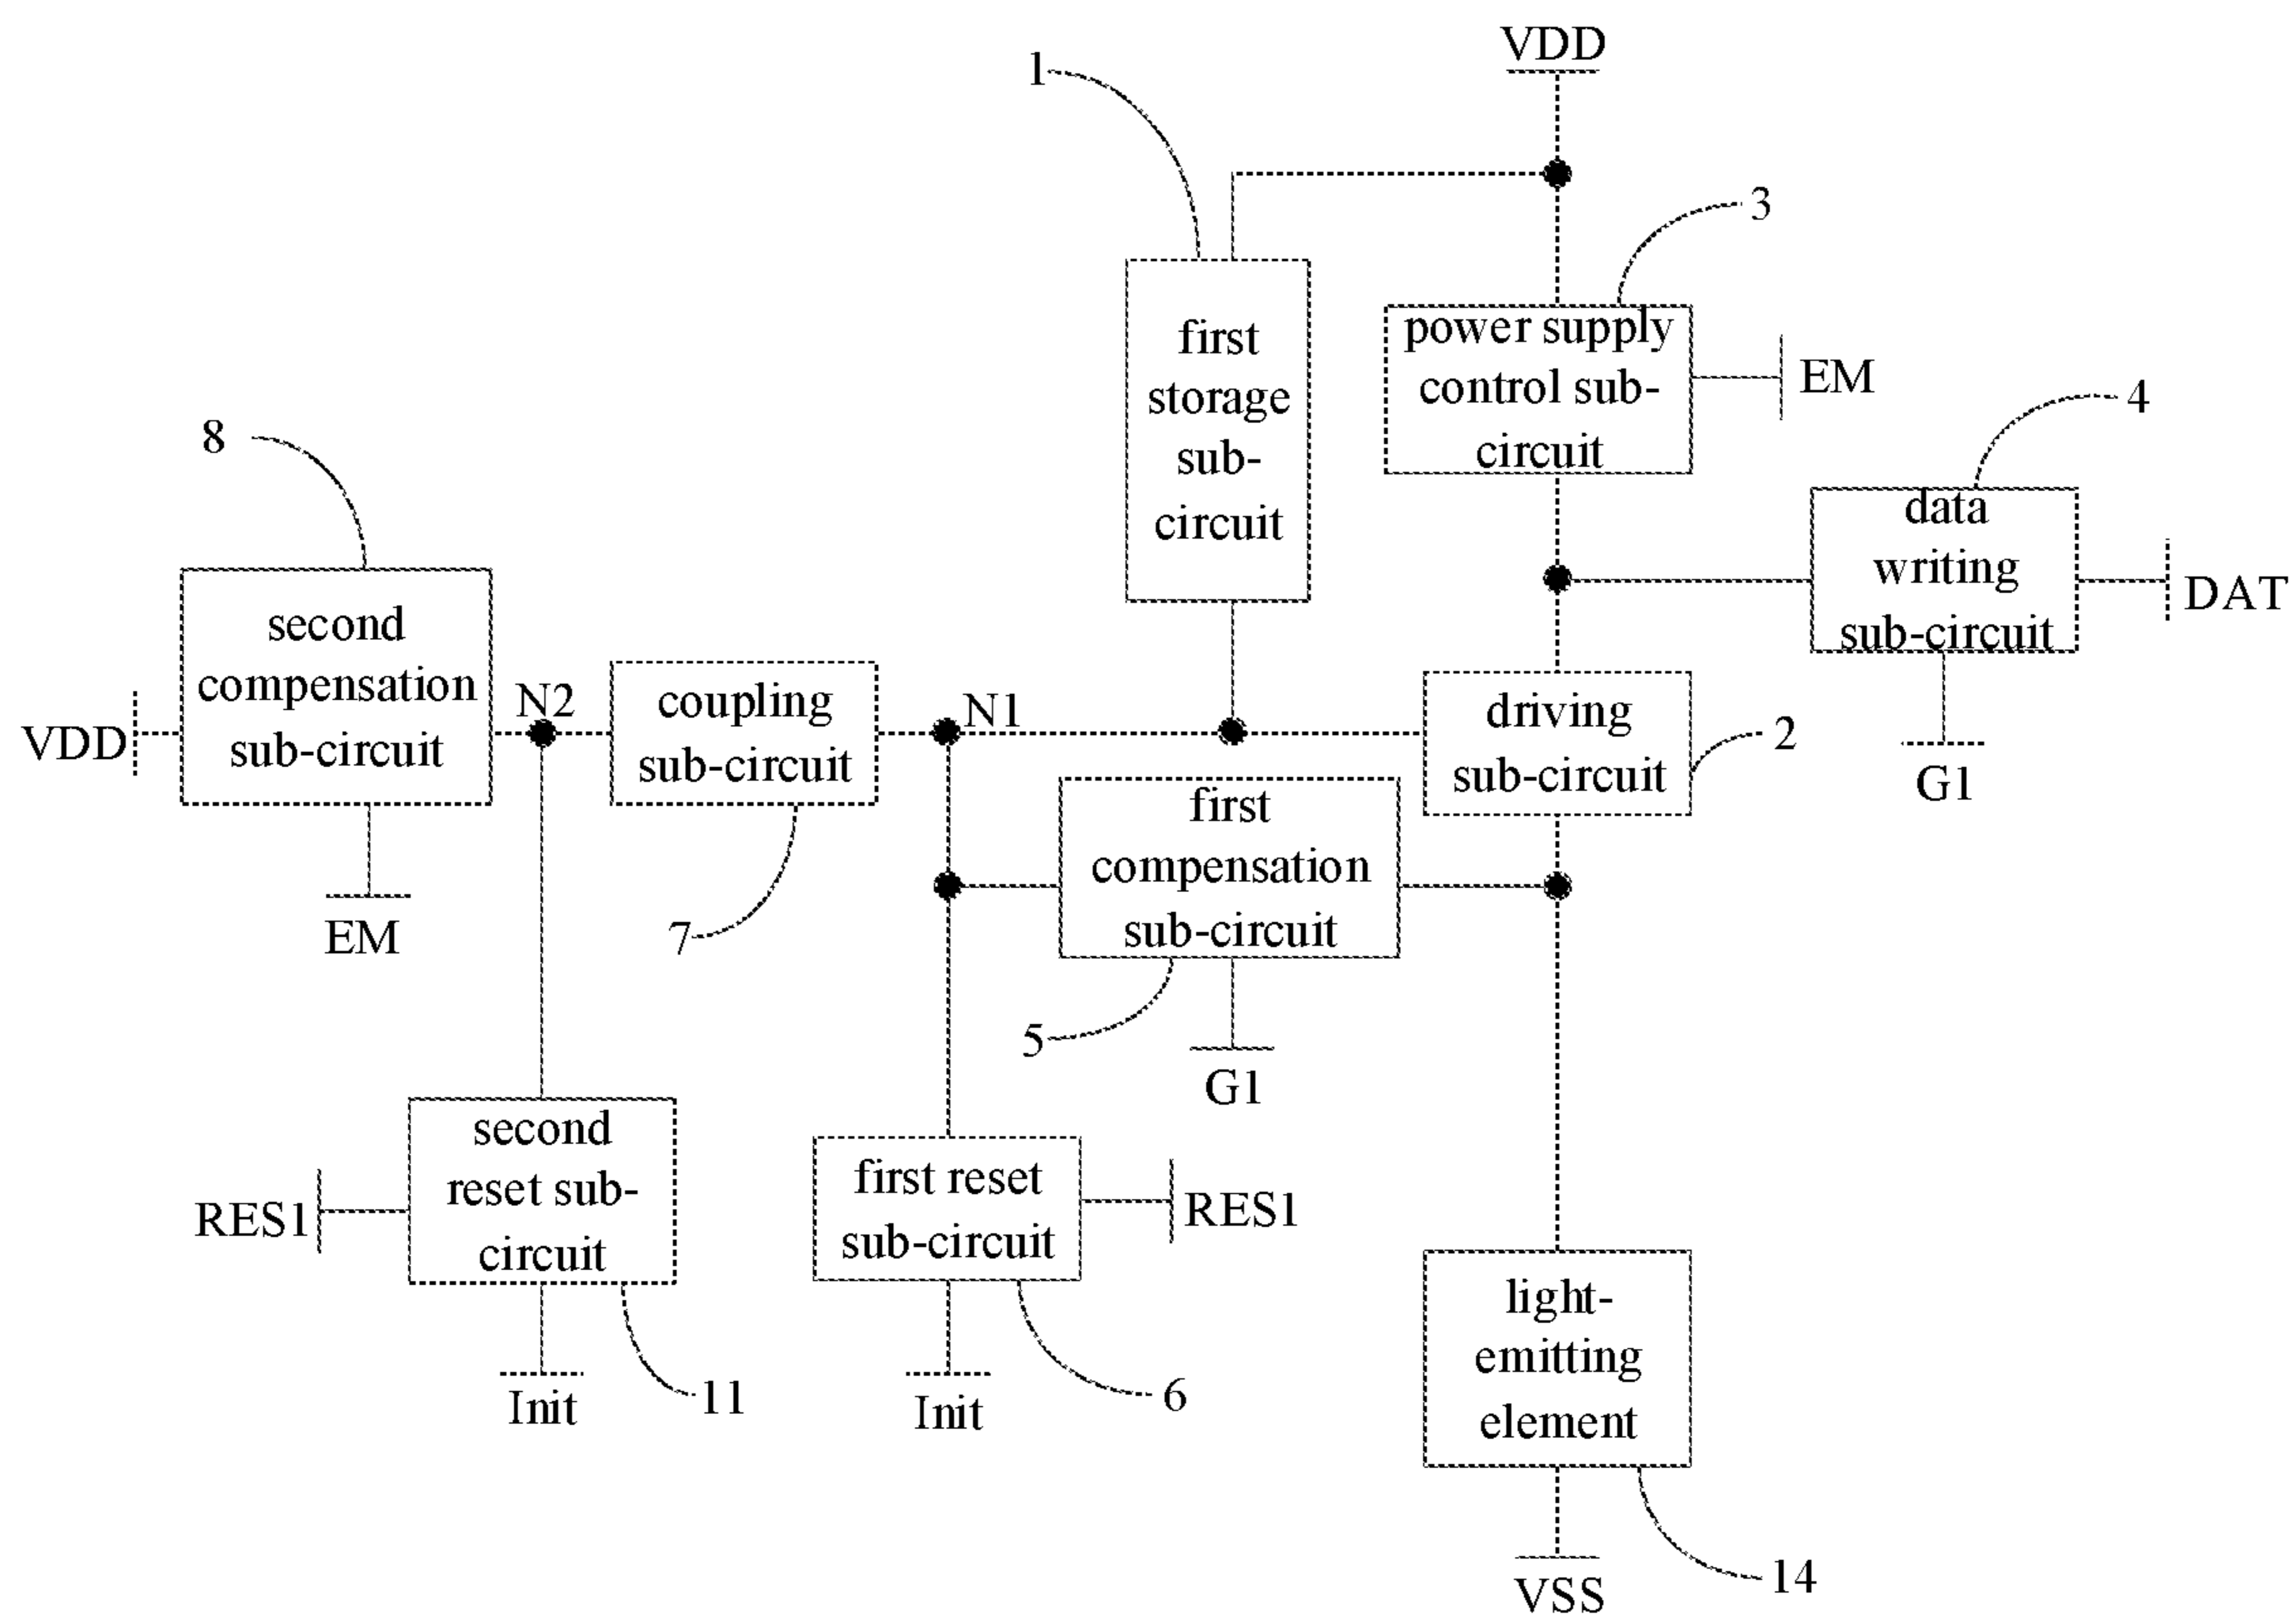 VDD
1
3
first
storage
sub-
circuit
power supply
control sub-
circuit
EM
4
data
writing
sub-circuit
DAT
G1
8
second
compensation
sub-circuit
VDD
EM
N2
coupling
sub-circuit
7
N1
driving
sub-circuit
2
first
compensation
sub-circuit
5
G1
second
reset sub-
circuit
RES1
Init
11
first reset
sub-circuit
RES1
Init
6
light-
emitting
element
14
VSS